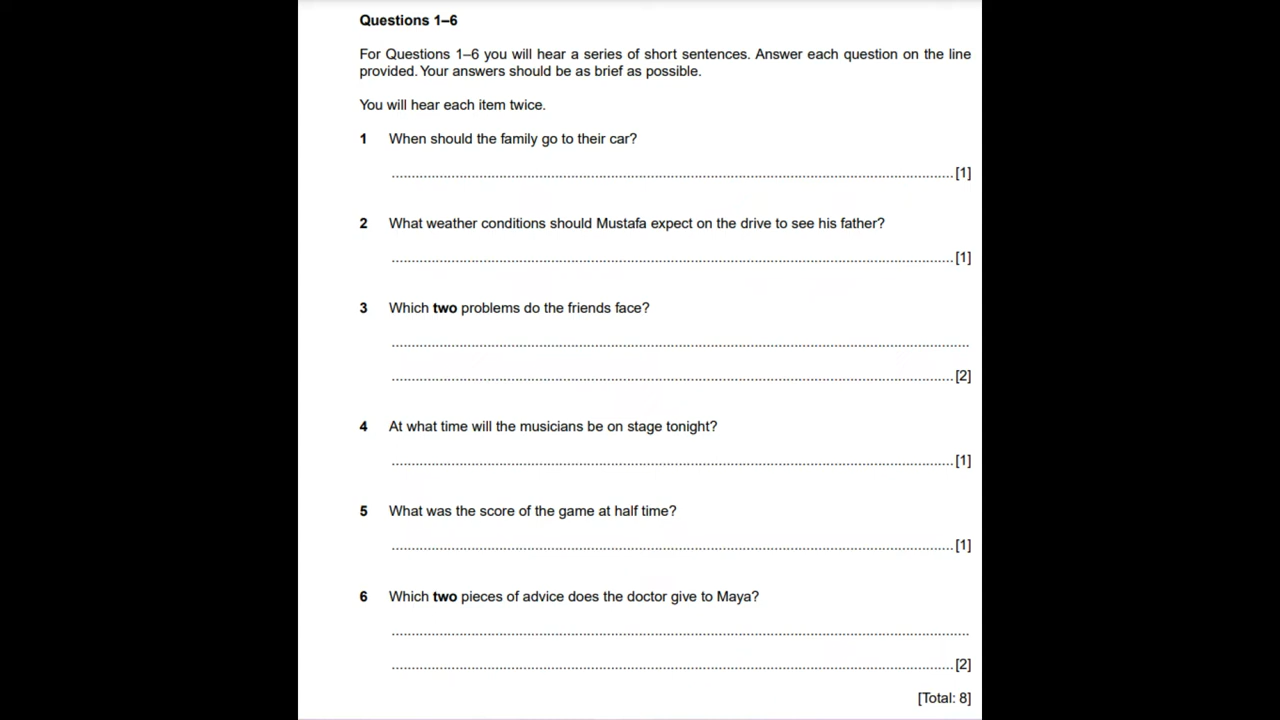 Questions 1–6
For Questions 1–6 you will hear a series of short sentences. Answer each question on the line
provided. Your answers should be as brief as possible.
You will hear each item twice.
1 When should the family go to their car?
[1]
2 What weather conditions should Mustafa expect on the drive to see his father?
[1]
3 Which two problems do the friends face?
[2]
4 At what time will the musicians be on stage tonight?
[1]
5 What was the score of the game at half time?
[1]
6 Which two pieces of advice does the doctor give to Maya?
[2]
[Total: 8]